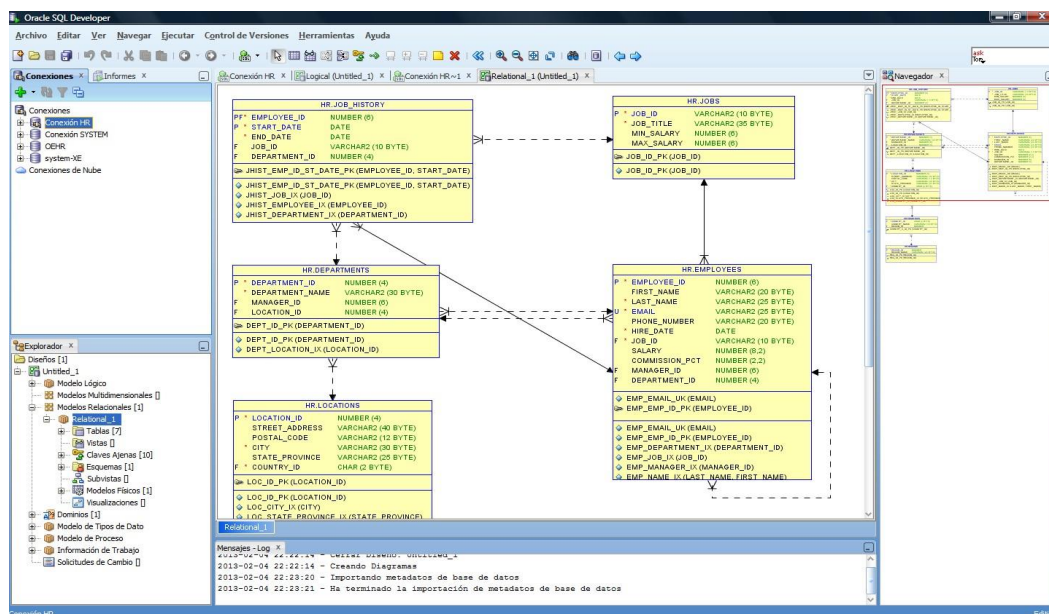 Oracle SQL Developer
Archivo Editar Ver Navegar Ejecutar Control de Versiones Herramientas Ayuda
ask
Tom
Conexiones
Informes
Conexiones
Conexión HR
Conexión SYSTEM
OEHR
system-XE
Conexiones de Nube
Conexión HR
Logical (Untitled_1)
Conexión HR~1
Relational_1 (Untitled_1)
Navegador
HR.JOB_HISTORY
PF* EMPLOYEE_ID NUMBER (6)
P * START_DATE DATE
* END_DATE DATE
F JOB_ID VARCHAR2 (10 BYTE)
F DEPARTMENT_ID NUMBER (4)
JHIST_EMP_ID_ST_DATE_PK (EMPLOYEE_ID, START_DATE)
JHIST_EMP_ID_ST_DATE_PK (EMPLOYEE_ID, START_DATE)
JHIST_JOB_IX (JOB_ID)
JHIST_EMPLOYEE_IX (EMPLOYEE_ID)
JHIST_DEPARTMENT_IX (DEPARTMENT_ID)
HR.JOBS
P * JOB_ID VARCHAR2 (10 BYTE)
* JOB_TITLE VARCHAR2 (35 BYTE)
MIN_SALARY NUMBER (6)
MAX_SALARY NUMBER (6)
JOB_ID_PK (JOB_ID)
JOB_ID_PK (JOB_ID)
HR.DEPARTMENTS
P * DEPARTMENT_ID NUMBER (4)
* DEPARTMENT_NAME VARCHAR2 (30 BYTE)
F MANAGER_ID NUMBER (6)
F LOCATION_ID NUMBER (4)
DEPT_ID_PK (DEPARTMENT_ID)
DEPT_ID_PK (DEPARTMENT_ID)
DEPT_LOCATION_IX (LOCATION_ID)
HR.EMPLOYEES
P * EMPLOYEE_ID NUMBER (6)
FIRST_NAME VARCHAR2 (20 BYTE)
* LAST_NAME VARCHAR2 (25 BYTE)
U * EMAIL VARCHAR2 (25 BYTE)
PHONE_NUMBER VARCHAR2 (20 BYTE)
* HIRE_DATE DATE
F * JOB_ID VARCHAR2 (10 BYTE)
SALARY NUMBER (8,2)
COMMISSION_PCT NUMBER (2,2)
F MANAGER_ID NUMBER (6)
F DEPARTMENT_ID NUMBER (4)
EMP_EMAIL_UK (EMAIL)
EMP_EMP_ID_PK (EMPLOYEE_ID)
EMP_EMAIL_UK (EMAIL)
EMP_EMP_ID_PK (EMPLOYEE_ID)
EMP_DEPARTMENT_IX (DEPARTMENT_ID)
EMP_JOB_IX (JOB_ID)
EMP_MANAGER_IX (MANAGER_ID)
EMP_NAME_IX (LAST_NAME, FIRST_NAME)
HR.LOCATIONS
P * LOCATION_ID NUMBER (4)
STREET_ADDRESS VARCHAR2 (40 BYTE)
POSTAL_CODE VARCHAR2 (12 BYTE)
* CITY VARCHAR2 (30 BYTE)
STATE_PROVINCE VARCHAR2 (25 BYTE)
F * COUNTRY_ID CHAR (2 BYTE)
LOC_ID_PK (LOCATION_ID)
LOC_ID_PK (LOCATION_ID)
LOC_CITY_IX (CITY)
LOC_STATE_PROVINCE_IX (STATE_PROVINCE)
Relational_1
Explorador
Diseños [1]
Untitled_1
Modelo Lógico
Modelos Multidimensionales []
Modelos Relacionales [1]
Relational_1
Tablas [7]
Vistas []
Claves Ajenas [10]
Esquemas [1]
Subvistas []
Modelos Físicos [1]
Visualizaciones []
Dominios [1]
Modelo de Tipos de Dato
Modelo de Proceso
Información de Trabajo
Solicitudes de Cambio []
Mensajes - Log
2013-02-04 22:22:14 - Cerrar Diseño: Untitled_1
2013-02-04 22:22:14 - Creando Diagramas
2013-02-04 22:23:20 - Importando metadatos de base de datos
2013-02-04 22:23:21 - Ha terminado la importación de metadatos de base de datos
Conexión HR